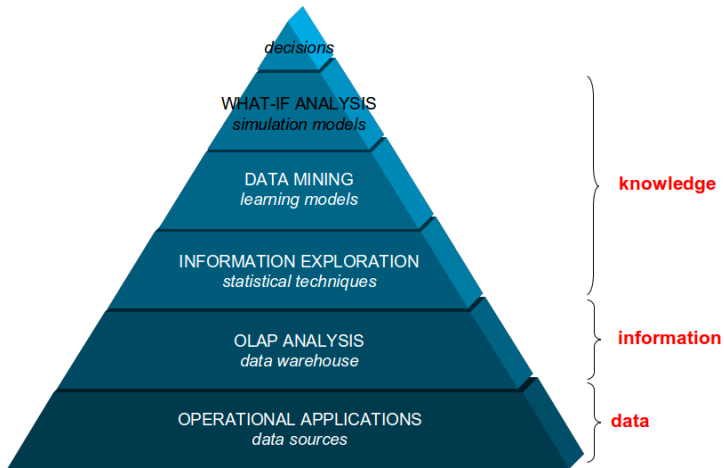 decisions
WHAT-IF ANALYSIS
simulation models
DATA MINING
learning models
knowledge
INFORMATION EXPLORATION
statistical techniques
OLAP ANALYSIS
data warehouse
information
OPERATIONAL APPLICATIONS
data sources
data